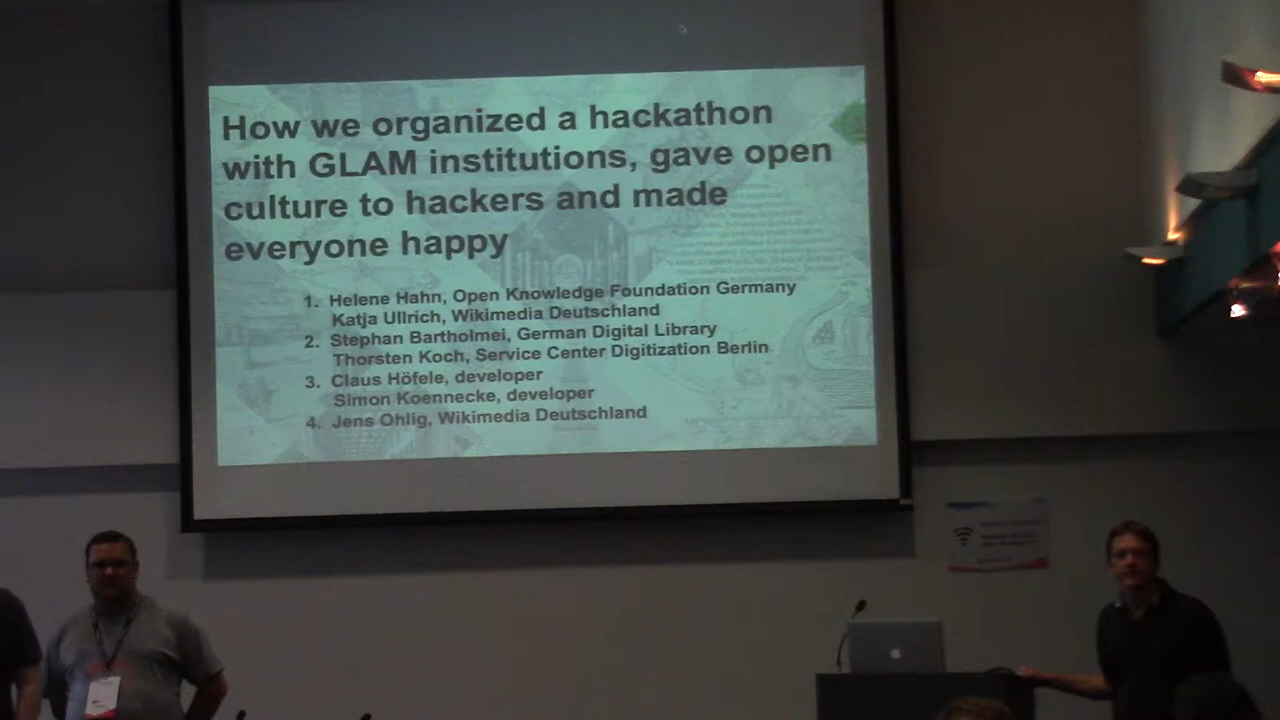 How we organized a hackathon
with GLAM institutions, gave open
culture to hackers and made
everyone happy
1. Helene Hahn, Open Knowledge Foundation Germany
Katja Ullrich, Wikimedia Deutschland
2. Stephan Bartholmei, German Digital Library
Thorsten Koch, Service Center Digitization Berlin
3. Claus Höfele, developer
Simon Koennecke, developer
4. Jens Ohlig, Wikimedia Deutschland